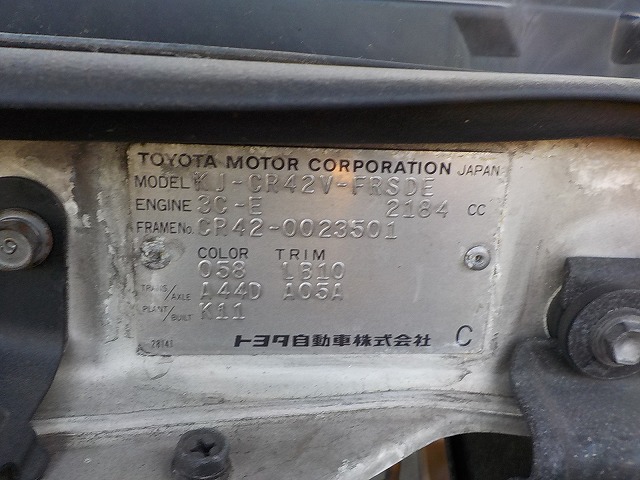 TOYOTA MOTOR CORPORATION JAPAN
MODEL KJ-CR42V-FRSDE
ENGINE 3C-E 2184 CC
FRAME No. CR42-0023501
COLOR TRIM
058 LB10
TRANS/AXLE A44D A05A
PLANT/BUILT K11
28141 トヨタ自動車株式会社 C